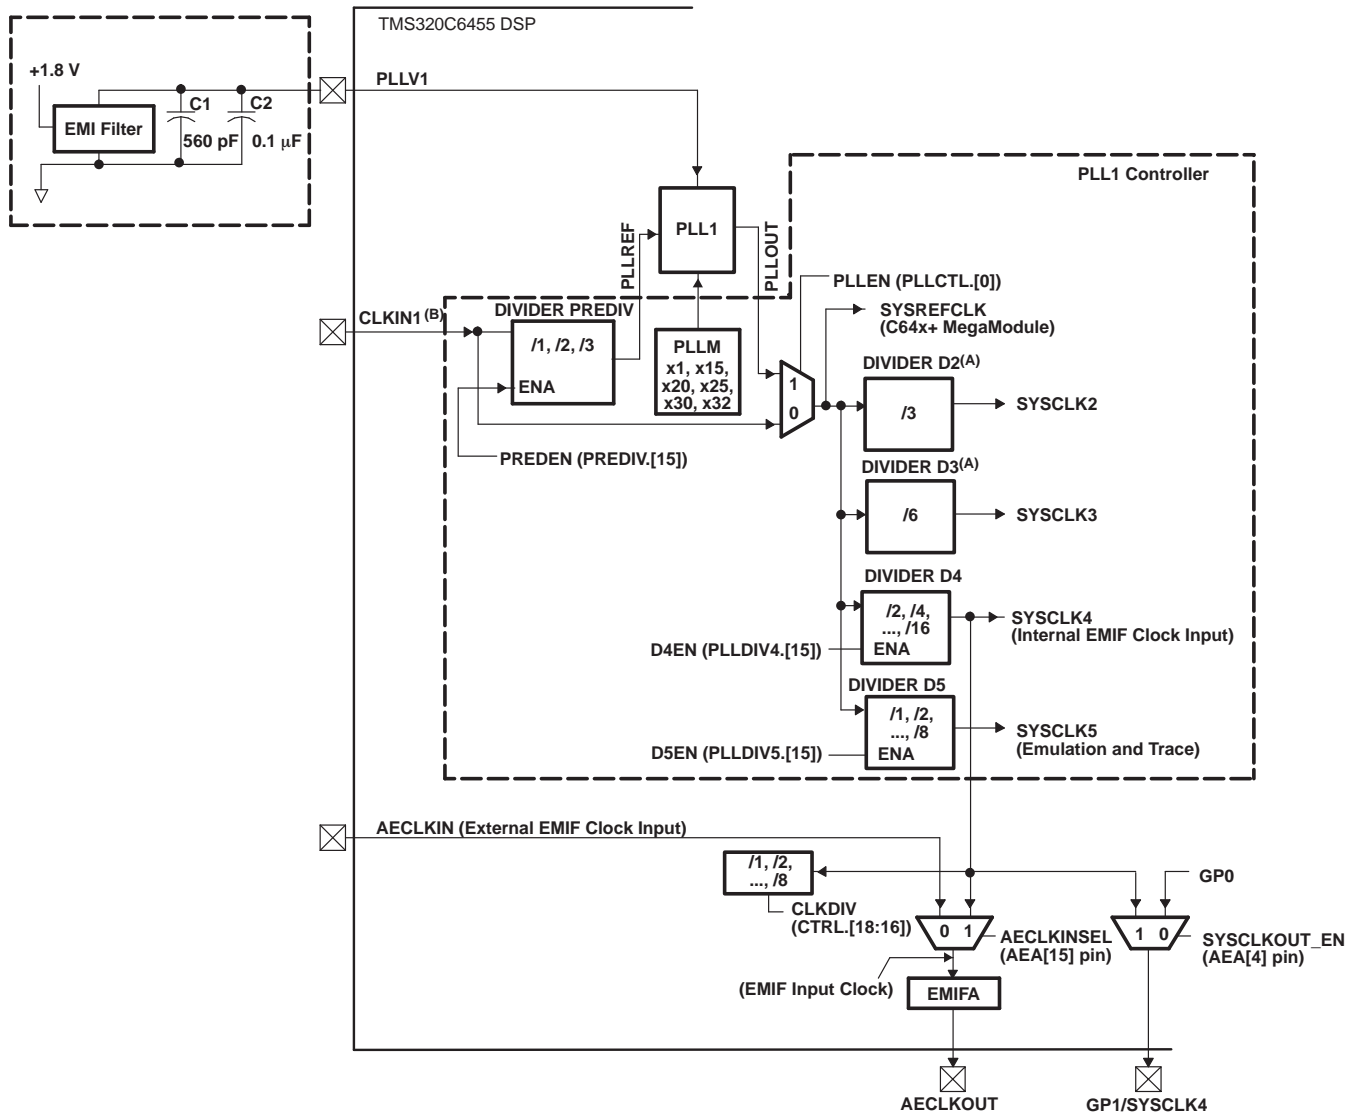 TMS320C6455 DSP
+1.8 V
PLLV1
C1
C2
EMI Filter
560 pF
0.1 μF
PLL1 Controller
PLL1
PLLREF
PLLOUT
PLLEN (PLLCTL.[0])
CLKIN1 (B)
DIVIDER PREDIV
SYSREFCLK
(C64x+ MegaModule)
/1, /2, /3
ENA
PLLM
x1, x15,
x20, x25,
x30, x32
1
0
DIVIDER D2(A)
/3
SYSCLK2
PREDEN (PREDIV.[15])
DIVIDER D3(A)
/6
SYSCLK3
DIVIDER D4
/2, /4,
..., /16
ENA
SYSCLK4
(Internal EMIF Clock Input)
D4EN (PLLDIV4.[15])
DIVIDER D5
/1, /2,
..., /8
ENA
SYSCLK5
(Emulation and Trace)
D5EN (PLLDIV5.[15])
AECLKIN (External EMIF Clock Input)
/1, /2,
..., /8
GP0
CLKDIV
(CTRL.[18:16])
0 1
AECLKINSEL
(AEA[15] pin)
1 0
SYSCLKOUT_EN
(AEA[4] pin)
(EMIF Input Clock)
EMIFA
AECLKOUT
GP1/SYSCLK4